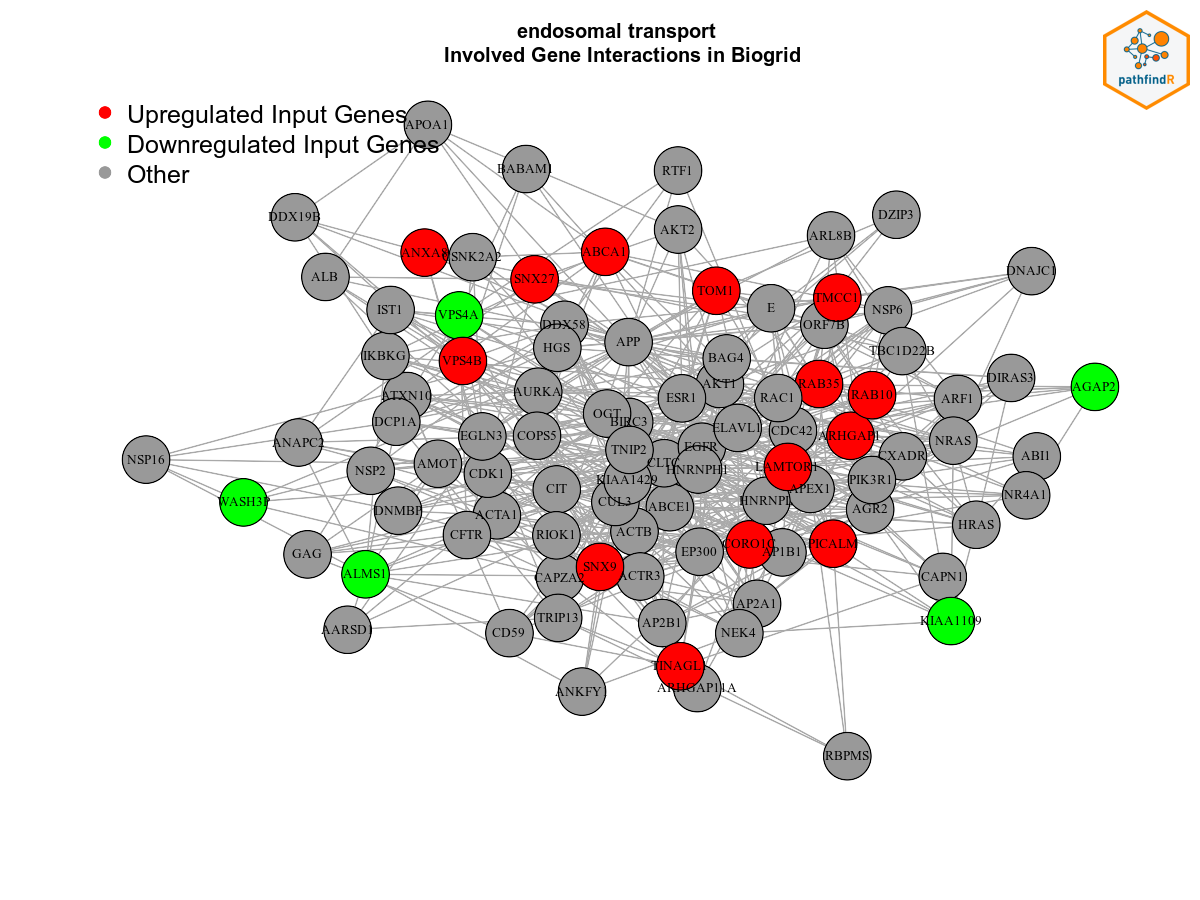 endosomal transport
Involved Gene Interactions in Biogrid
pathfindR
Upregulated Input Genes
Downregulated Input Genes
Other
APOA1
BABAM1
RTF1
DDX19B
DZIP3
AKT2
ARL8B
ANXA8
CSNK2A2
ABCA1
SNX27
ALB
DNAJC1
TOM1
TMCC1
IST1
VPS4A
E
NSP6
DDX58
ORF7B
HGS
APP
IKBKG
VPS4B
BAG4
TBC1D22B
DIRAS3
AGAP2
AURKA
AKT1
RAB35
RAB10
ATXN10
ESR1
RAC1
ARF1
DCP1A
OGT
BIRC3
ELAVL1
CDC42
ARHGAP1
ANAPC2
EGLN3
COPS5
NRAS
TNIP2
EGFR
NSP16
NSP2
AMOT
CDK1
CLTC
HNRNPH1
LAMTOR1
CXADR
ABI1
KIAA1429
CIT
APEX1
PIK3R1
NR4A1
WASH3P
DNMBP
ACTA1
CUL3
ABCE1
HNRNPL
AGR2
HRAS
CFTR
RIOK1
ACTB
GAG
EP300
CORO1C
AP1B1
PICALM
ALMS1
CAPZA2
SNX9
ACTR3
CAPN1
AARSD1
CD59
TRIP13
AP2B1
AP2A1
NEK4
KIAA1109
TINAGL1
ANKFY
ARHGAP11A
RBPMS